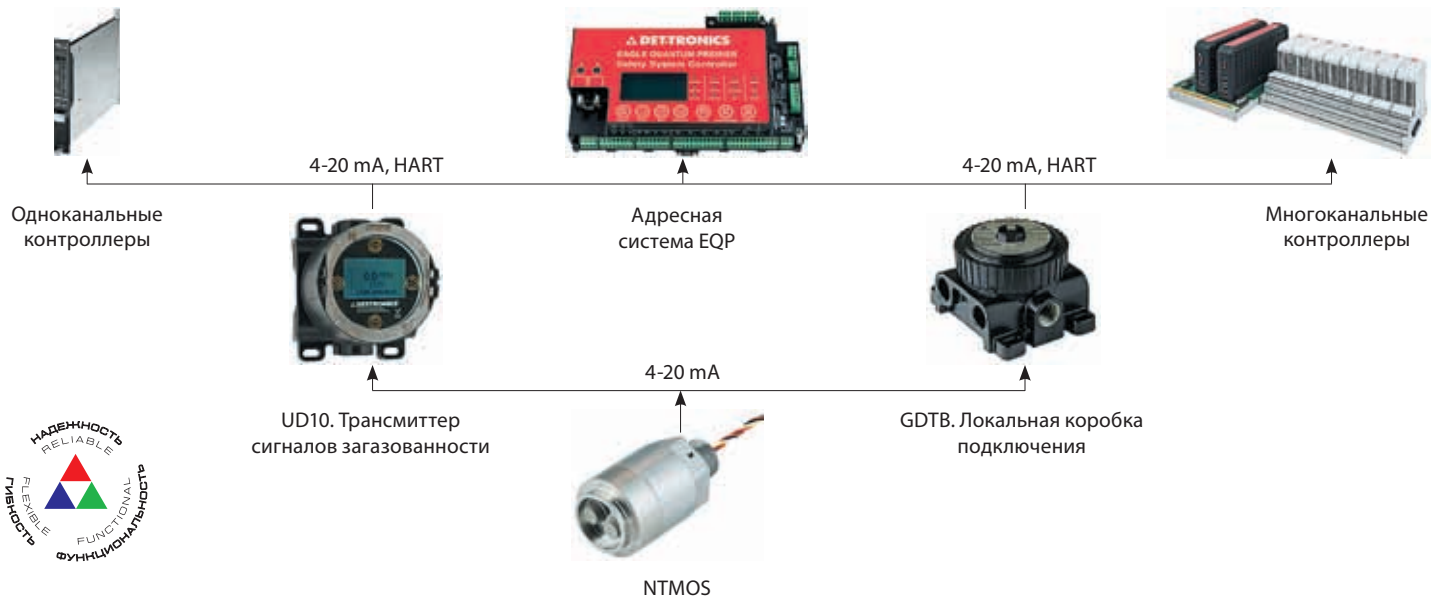 DET-TRONICS
EAGLE QUANTUM PREMIER
Safety System Controller
4-20 mA, HART
4-20 mA, HART
Одноканальные
контроллеры
Адресная
система EQP
Многоканальные
контроллеры
DET-TRONICS
4-20 mA
UD10. Трансмиттер
сигналов загазованности
GDTB. Локальная коробка
подключения
НАДЕЖНОСТЬ
RELIABLE
ГИБКОСТЬ
FLEXIBLE
FUNCTIONAL
ФУНКЦИОНАЛЬНОСТЬ
NTMOS